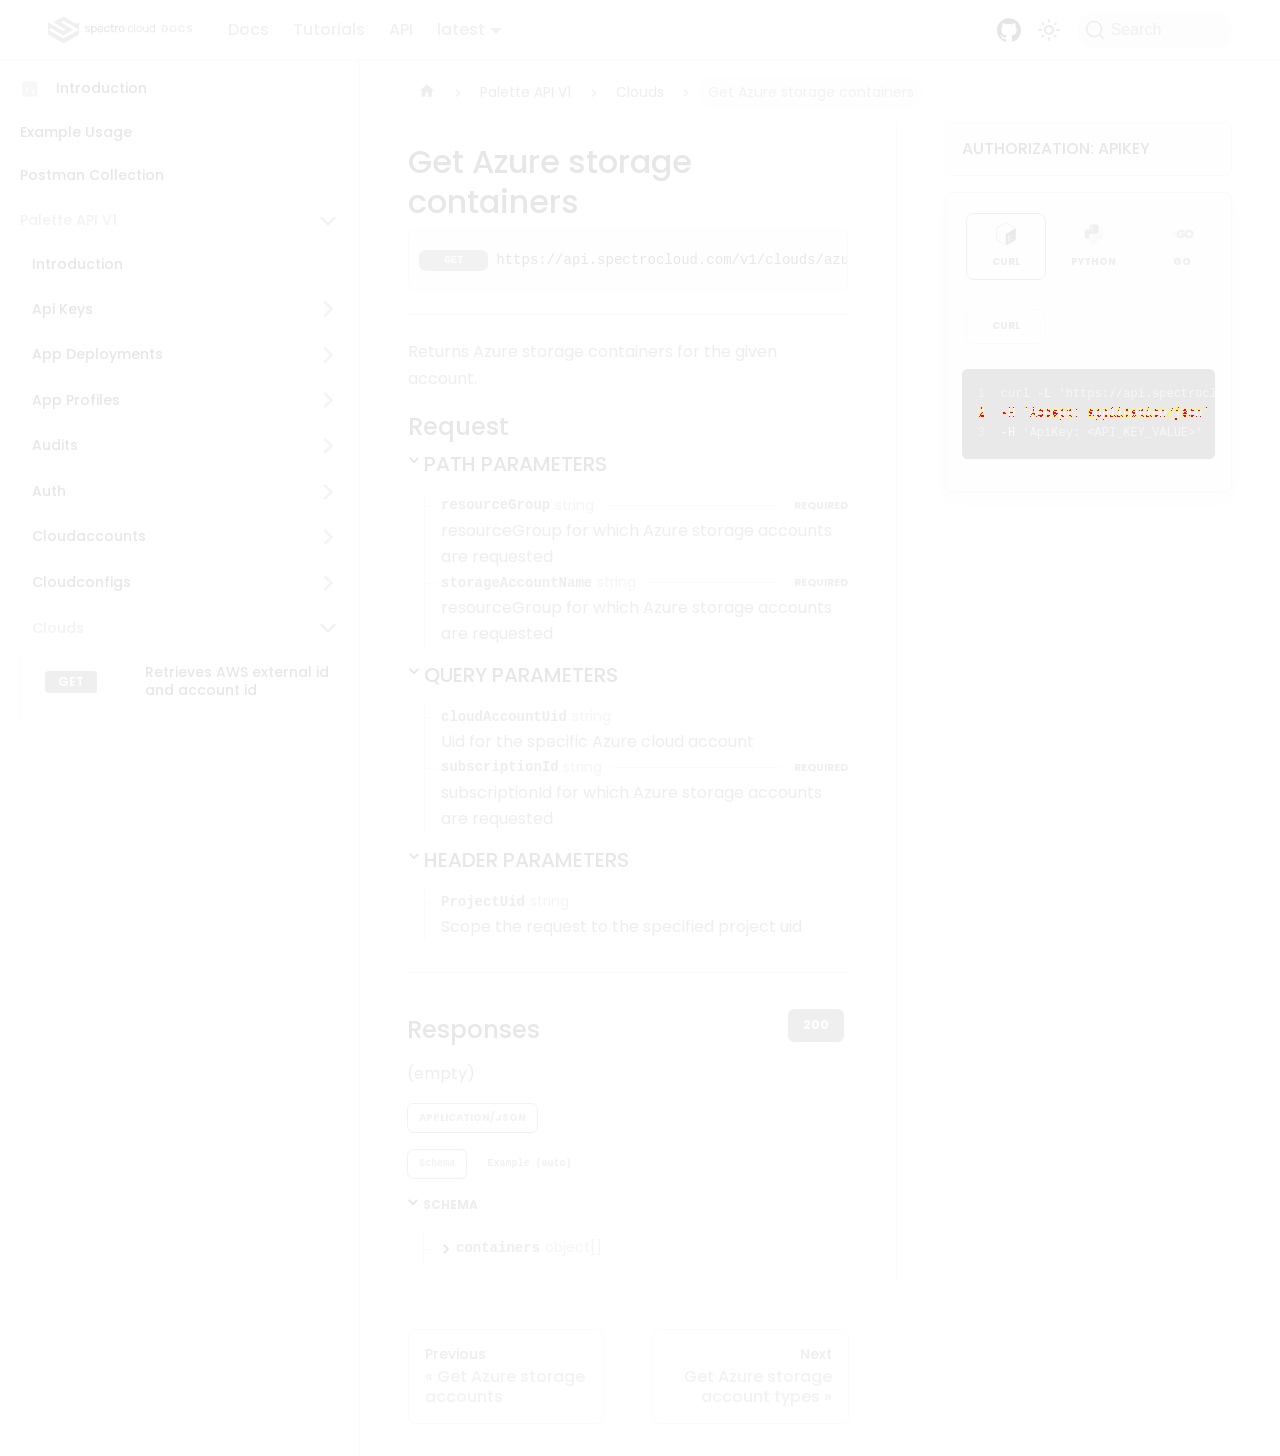 spectro cloud DOCS
Docs
Tutorials
API
latest
Search
Introduction
Example Usage
Postman Collection
Palette API V1
Introduction
Api Keys
App Deployments
App Profiles
Audits
Auth
Cloudaccounts
Cloudconfigs
Clouds
GET
Retrieves AWS external id
and account id
Palette API V1
Clouds
Get Azure storage containers
Get Azure storage
containers
GET https://api.spectrocloud.com/v1/clouds/azu
Returns Azure storage containers for the given
account.
Request
PATH PARAMETERS
resourceGroup string REQUIRED
resourceGroup for which Azure storage accounts
are requested
storageAccountName string REQUIRED
resourceGroup for which Azure storage accounts
are requested
QUERY PARAMETERS
cloudAccountUid string
Uid for the specific Azure cloud account
subscriptionId string REQUIRED
subscriptionId for which Azure storage accounts
are requested
HEADER PARAMETERS
ProjectUid string
Scope the request to the specified project uid
Responses
200
(empty)
APPLICATION/JSON
Schema
Example (auto)
SCHEMA
containers object[]
Previous
« Get Azure storage
accounts
Next
Get Azure storage
account types »
AUTHORIZATION: APIKEY
CURL
PYTHON
GO
GO
CURL
1 curl -L 'https://api.spectrocl
2 -H 'Accept: application/json'
3 -H 'ApiKey: <API_KEY_VALUE>'